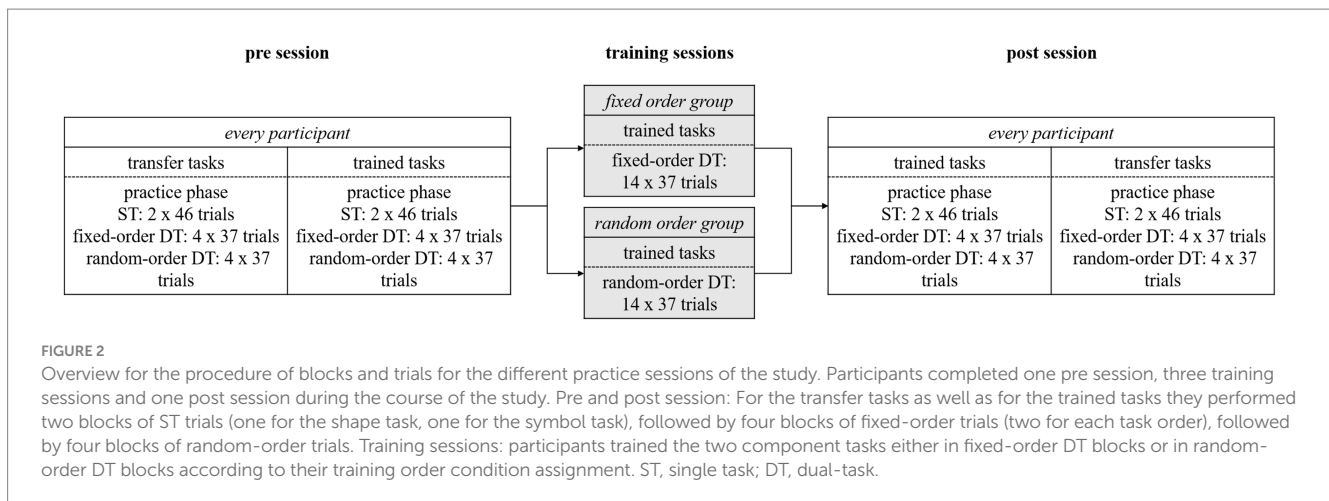 pre session
training sessions
post session
every participant
transfer tasks
trained tasks
practice phase
ST: 2 x 46 trials
fixed-order DT: 4 x 37 trials
random-order DT: 4 x 37
trials
practice phase
ST: 2 x 46 trials
fixed-order DT: 4 x 37 trials
random-order DT: 4 x 37
trials
fixed order group
trained tasks
fixed-order DT:
14 x 37 trials
random order group
trained tasks
random-order DT:
14 x 37 trials
every participant
trained tasks
transfer tasks
practice phase
ST: 2 x 46 trials
fixed-order DT: 4 x 37 trials
random-order DT: 4 x 37
trials
practice phase
ST: 2 x 46 trials
fixed-order DT: 4 x 37 trials
random-order DT: 4 x 37
trials
FIGURE 2
Overview for the procedure of blocks and trials for the different practice sessions of the study. Participants completed one pre session, three training
sessions and one post session during the course of the study. Pre and post session: For the transfer tasks as well as for the trained tasks they performed
two blocks of ST trials (one for the shape task, one for the symbol task), followed by four blocks of fixed-order trials (two for each task order), followed
by four blocks of random-order trials. Training sessions: participants trained the two component tasks either in fixed-order DT blocks or in random-
order DT blocks according to their training order condition assignment. ST, single task; DT, dual-task.